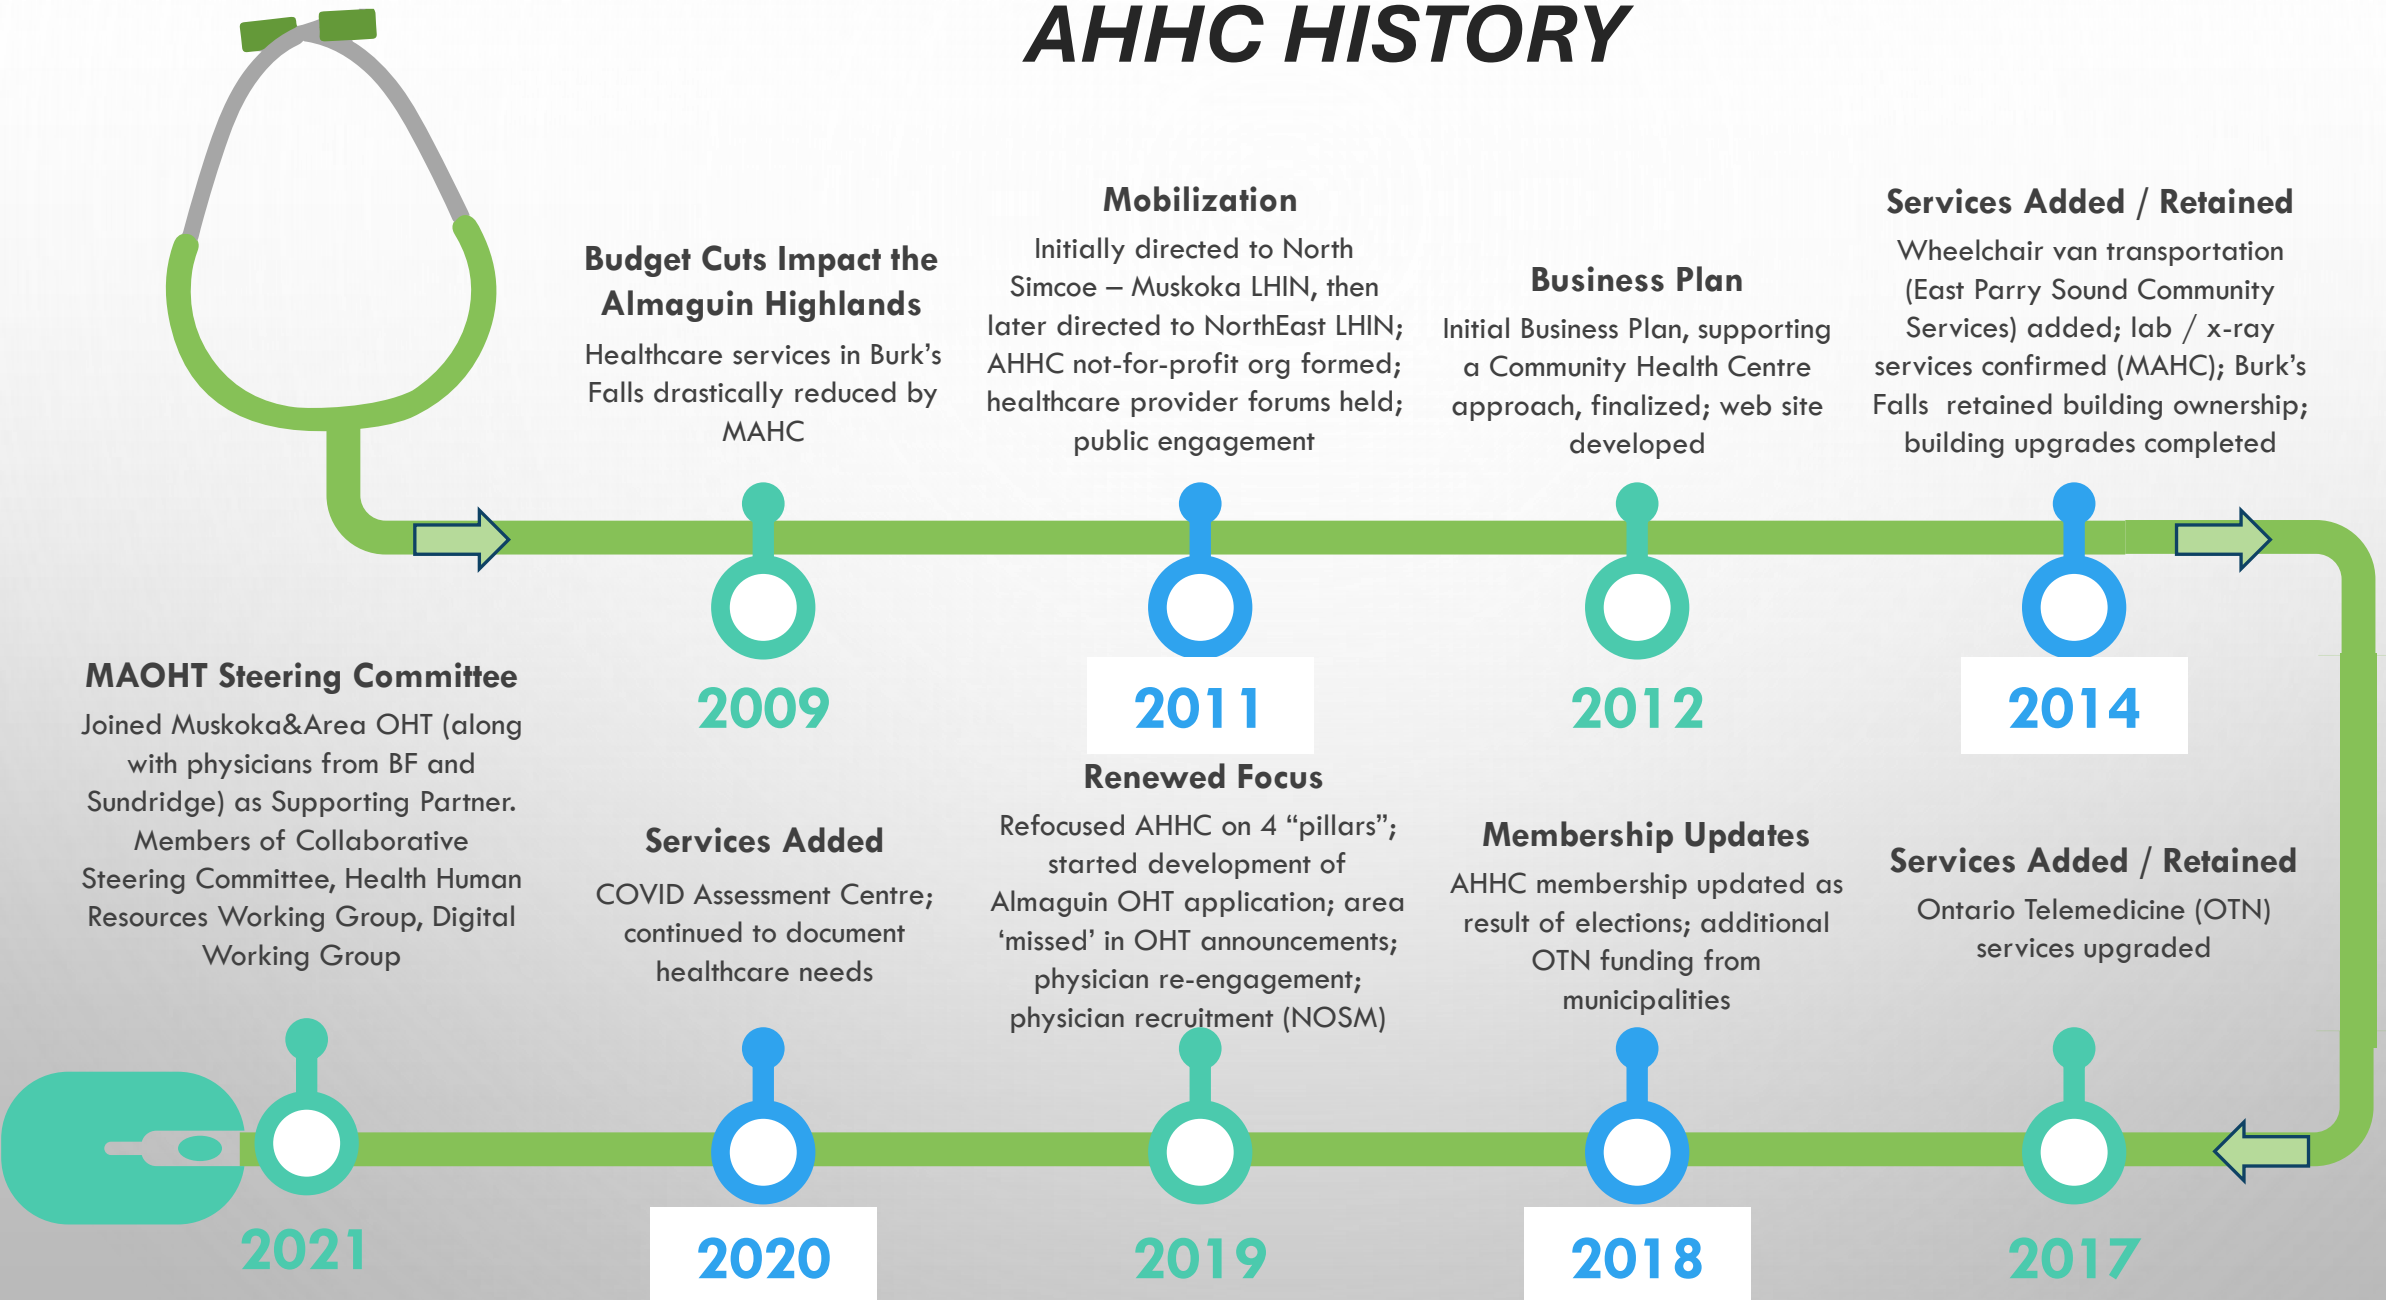 AHHC HISTORY
Budget Cuts Impact the
Almaguin Highlands
Healthcare services in Burk’s
Falls drastically reduced by
MAHC
2009
Mobilization
Initially directed to North
Simcoe – Muskoka LHIN, then
later directed to NorthEast LHIN;
AHHC not-for-profit org formed;
healthcare provider forums held;
public engagement
2011
Business Plan
Initial Business Plan, supporting
a Community Health Centre
approach, finalized; web site
developed
2012
Services Added / Retained
Wheelchair van transportation
(East Parry Sound Community
Services) added; lab / x-ray
services confirmed (MAHC); Burk’s
Falls  retained building ownership;
building upgrades completed
2014
Services Added / Retained
Ontario Telemedicine (OTN)
services upgraded
2017
Membership Updates
AHHC membership updated as
result of elections; additional
OTN funding from
municipalities
2018
Renewed Focus
Refocused AHHC on 4 “pillars”;
started development of
Almaguin OHT application; area
‘missed’ in OHT announcements;
physician re-engagement;
physician recruitment (NOSM)
2019
Services Added
COVID Assessment Centre;
continued to document
healthcare needs
2020
MAOHT Steering Committee
Joined Muskoka&Area OHT (along
with physicians from BF and
Sundridge) as Supporting Partner.
Members of Collaborative
Steering Committee, Health Human
Resources Working Group, Digital
Working Group
2021